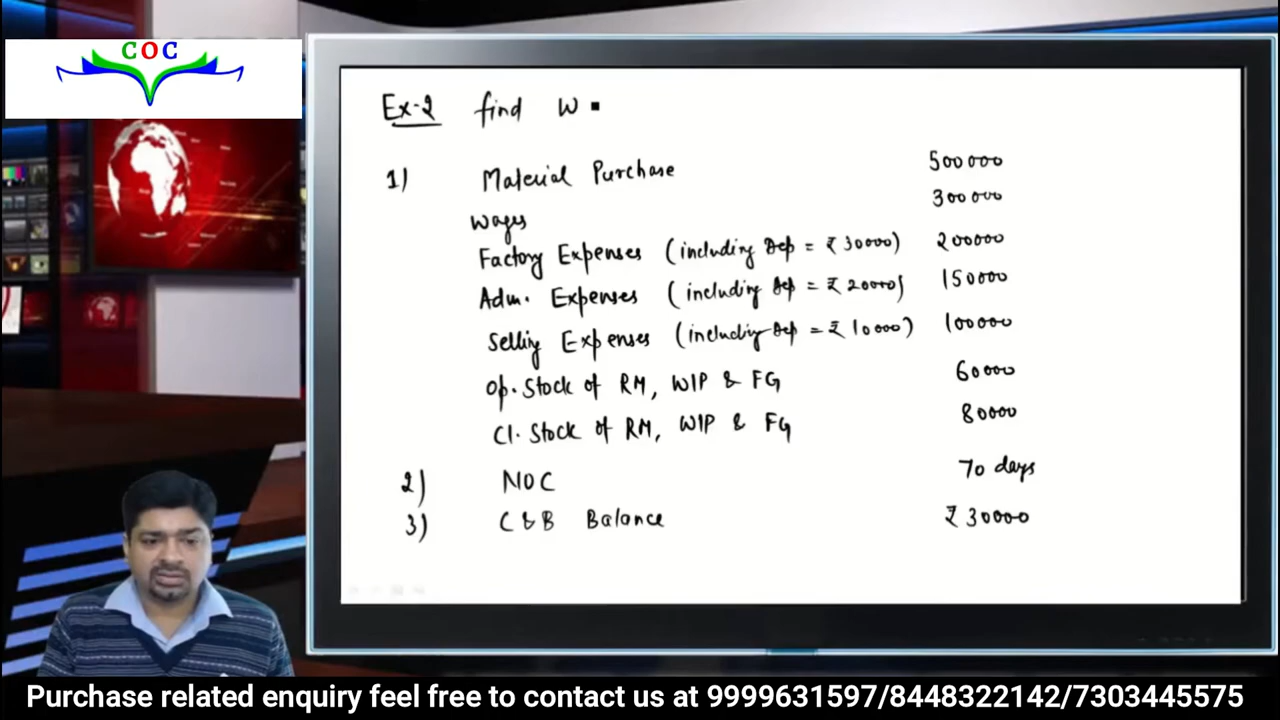 COC
Ex-2 find W
1) Material Purchase 500000
Wages 300000
Factory Expenses (including Dep = ₹ 30000) 200000
Adm. Expenses (including Dep = ₹ 20000) 150000
Selling Expenses (including Dep = ₹ 10000) 100000
Op. Stock of RM, WIP & FG 60000
Cl. Stock of RM, WIP & FG 80000
2) NOC 70 days
3) C & B Balance ₹ 30000
Purchase related enquiry feel free to contact us at 9999631597/8448322142/7303445575